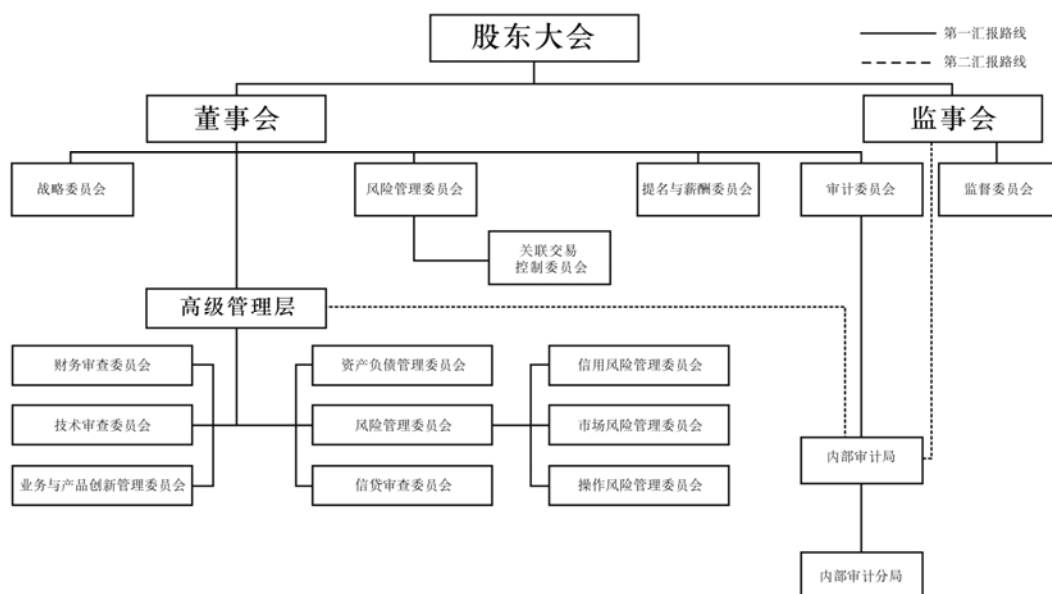 股东大会
第一汇报路线
第二汇报路线
董事会
监事会
战略委员会
风险管理委员会
提名与薪酬委员会
审计委员会
监督委员会
关联交易
控制委员会
高级管理层
财务审查委员会
资产负债管理委员会
信用风险管理委员会
技术审查委员会
风险管理委员会
市场风险管理委员会
内部审计局
业务与产品创新管理委员会
信贷审查委员会
操作风险管理委员会
内部审计分局